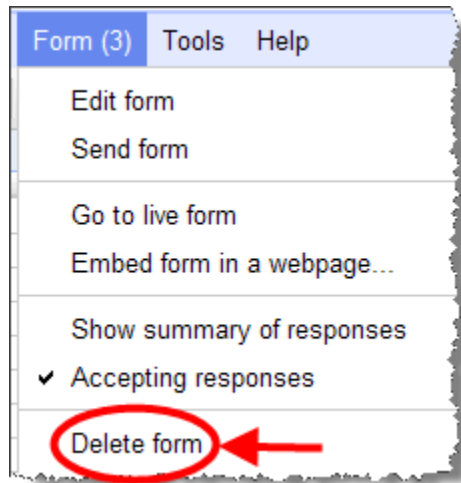 Form (3) Tools Help
Edit form
Send form
Go to live form
Embed form in a webpage...
Show summary of responses
✔ Accepting responses
Delete form